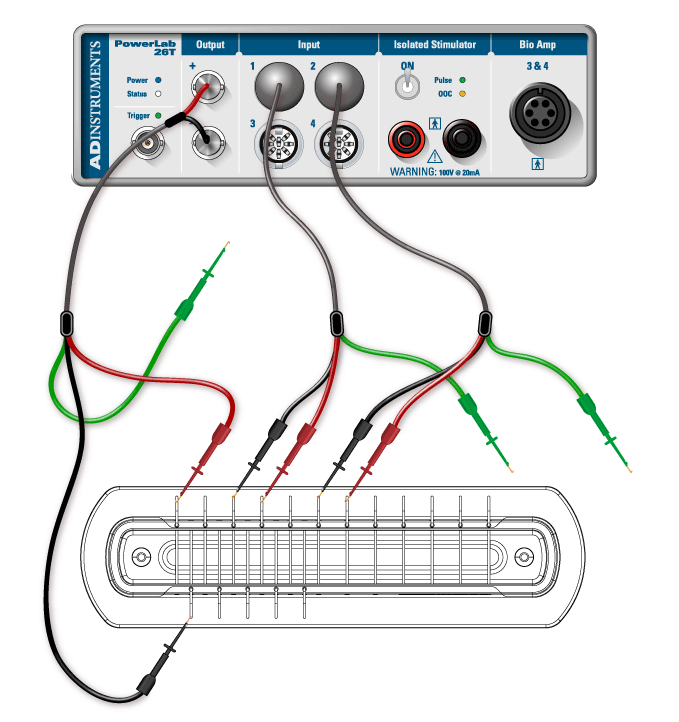 ADINSTRUMENTS
PowerLab
26T
Power
Status
Trigger
Output
+
Input
1
2
3
4
Isolated Stimulator
ON
Pulse
OOC
WARNING: 100V @ 20mA
Bio Amp
3 & 4